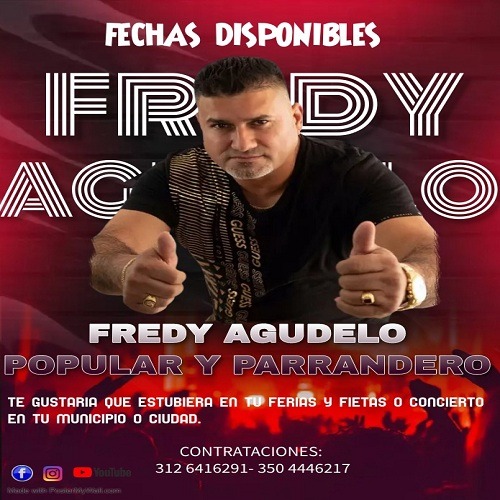 FECHAS DISPONIBLES
FREDY
AGUDELO
GUESS
FREDY AGUDELO
POPULAR Y PARRANDERO
TE GUSTARIA QUE ESTUBIERA EN TU FERIAS Y FIETAS O CONCIERTO
EN TU MUNICIPIO O CIUDAD.
CONTRATACIONES:
312 6416291- 350 4446217
YouTube
Made with PosterMyWall.com